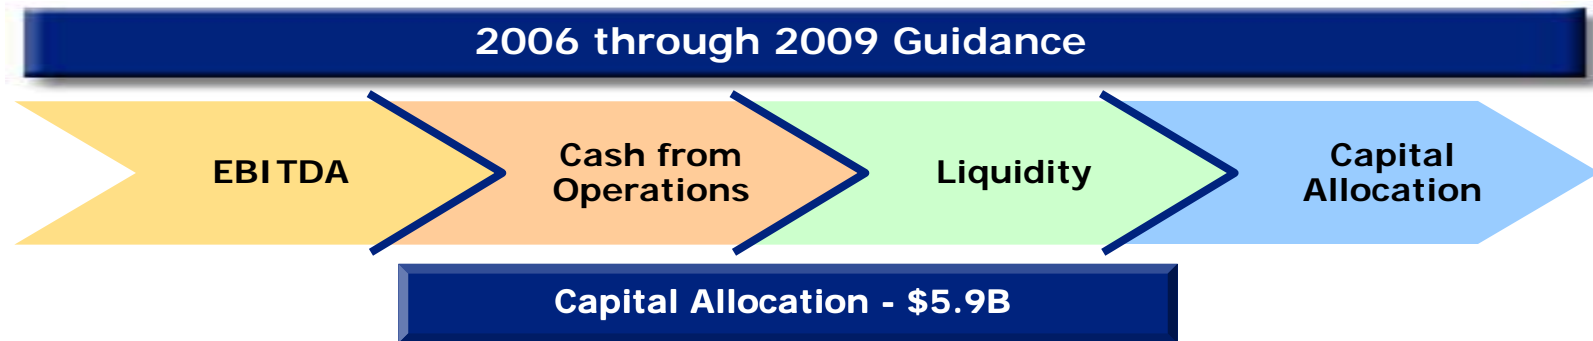 2006 through 2009 Guidance
EBITDA
Cash from
Operations
Liquidity
Capital
Allocation
Capital Allocation - $5.9B